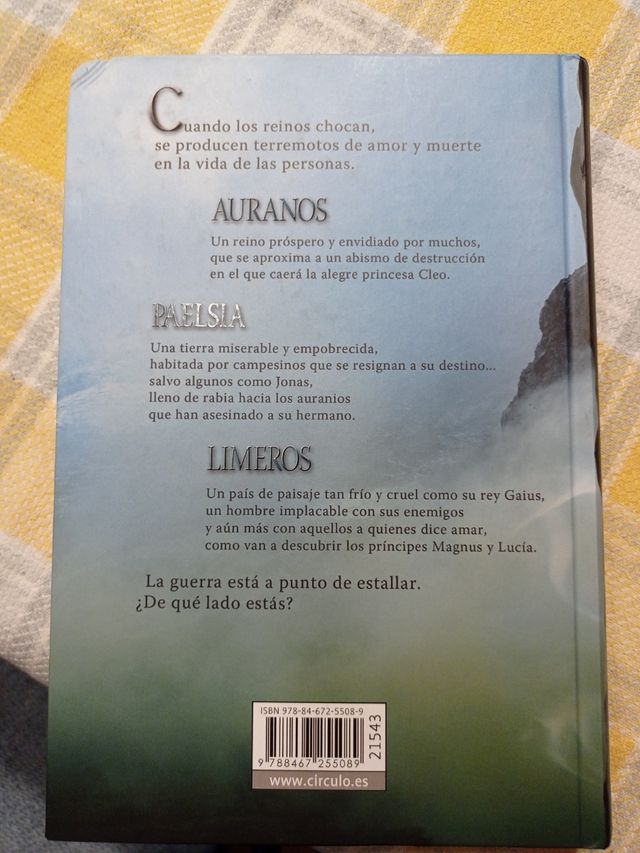 Cuando los reinos chocan,
se producen terremotos de amor y muerte
en la vida de las personas.
AURANOS
Un reino próspero y envidiado por muchos,
que se aproxima a un abismo de destrucción
en el que caerá la alegre princesa Cleo.
PAELSIA
Una tierra miserable y empobrecida,
habitada por campesinos que se resignan a su destino...
salvo algunos como Jonas,
lleno de rabia hacia los auranios
que han asesinado a su hermano.
LIMEROS
Un país de paisaje tan frío y cruel como su rey Gaius,
un hombre implacable con sus enemigos
y aún más con aquellos a quienes dice amar,
como van a descubrir los príncipes Magnus y Lucía.
La guerra está a punto de estallar.
¿De qué lado estás?
ISBN 978-84-672-5508-9
21543
9 788467 255089
www.circulo.es